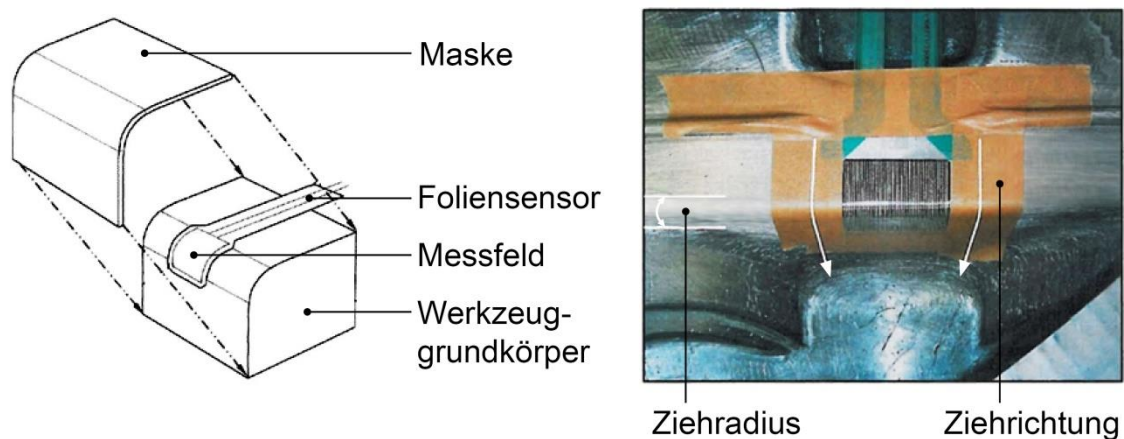 Maske
Foliensensor
Messfeld
Werkzeug-
grundkörper
Ziehradius
Ziehrichtung